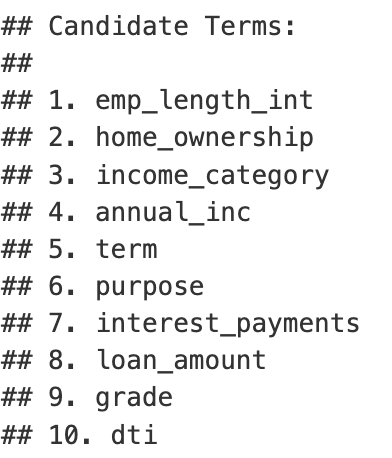 ## Candidate Terms:
##
## 1. emp_length_int
## 2. home_ownership
## 3. income_category
## 4. annual_inc
## 5. term
## 6. purpose
## 7. interest_payments
## 8. loan_amount
## 9. grade
## 10. dti